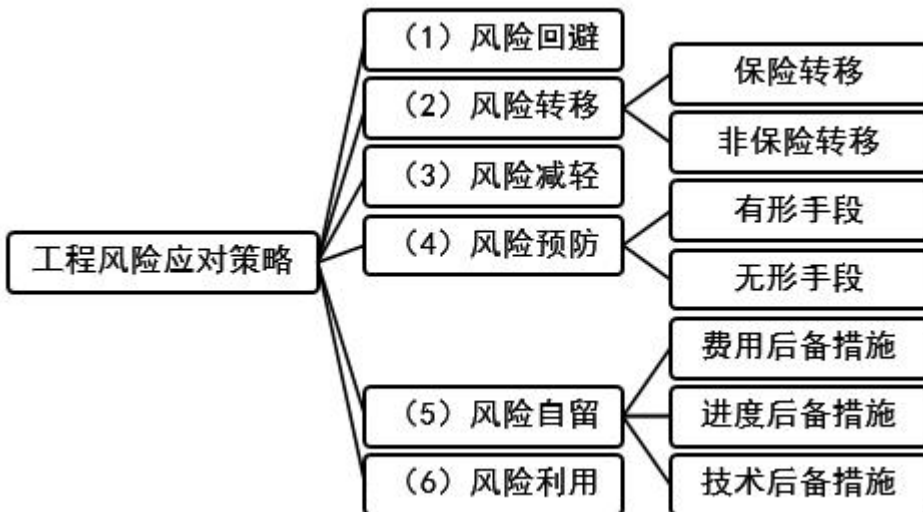 工程风险应对策略
（1）风险回避
（2）风险转移
保险转移
非保险转移
（3）风险减轻
（4）风险预防
有形手段
无形手段
（5）风险自留
费用后备措施
进度后备措施
技术后备措施
（6）风险利用